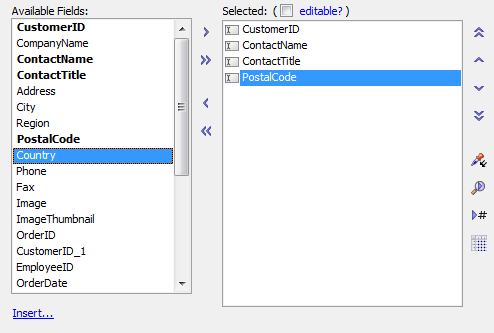 Available Fields:
CustomerID
CompanyName
ContactName
ContactTitle
Address
City
Region
PostalCode
Country
Phone
Fax
Image
ImageThumbnail
OrderID
CustomerID_1
EmployeeID
OrderDate
Insert...
Selected: ( editable? )
CustomerID
ContactName
ContactTitle
PostalCode
#